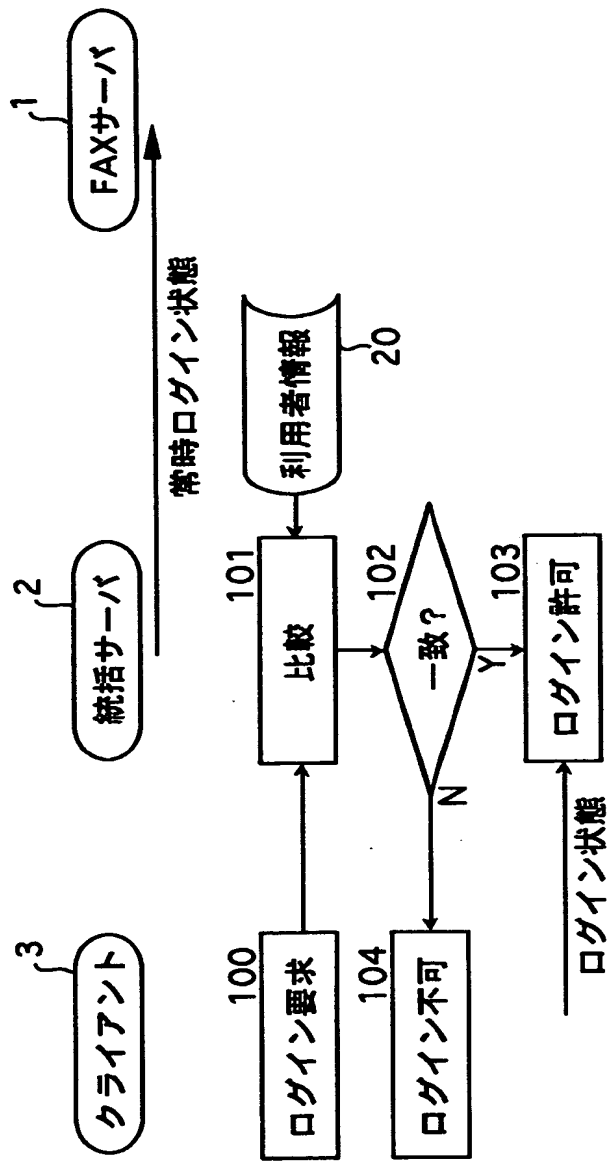 クライアント
3
統括サーバ
2
FAXサーバ
1
常時ログイン状態
ログイン要求
100
比較
101
利用者情報
20
一致？
102
N
Y
ログイン不可
104
ログイン許可
103
ログイン状態